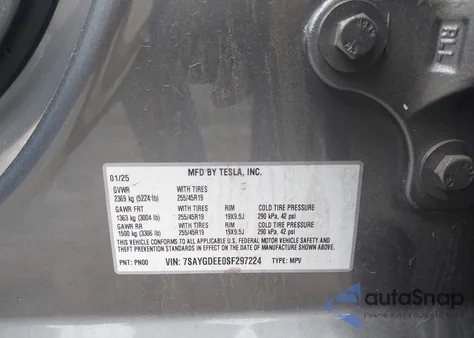 BLL
MFD BY TESLA, INC.
01/25
GVWR WITH TIRES
2369 kg (5224 lb) 255/45R19
GAWR FRT WITH TIRES RIM COLD TIRE PRESSURE
1363 kg (3004 lb) 255/45R19 19X9.5J 290 kPa, 42 psi
GAWR RR WITH TIRES RIM COLD TIRE PRESSURE
1500 kg (3306 lb) 255/45R19 19X9.5J 290 kPa, 42 psi
THIS VEHICLE CONFORMS TO ALL APPLICABLE U.S. FEDERAL MOTOR VEHICLE SAFETY AND
THEFT PREVENTION STANDARDS IN EFFECT ON THE DATE OF MANUFACTURE SHOWN ABOVE.
PNT: PN00 VIN: 7SAYGDEE0SF297224 TYPE: MPV
autoSnap